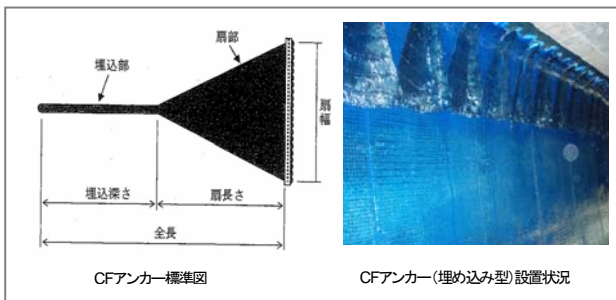 扇部
埋込部
扇幅
埋込深さ
扇長さ
全長
CFアンカー標準図
CFアンカー(埋め込み型)設置状況